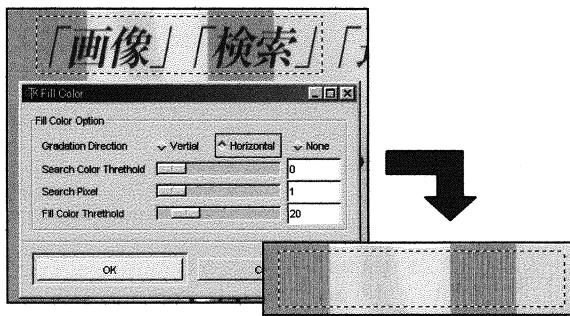 「画像」「検索」「
Fill Color
Fill Color Option
Gradation Direction Vertial Horizontal None
Search Color Threthold 0
Search Pixel 1
Fill Color Threthold 20
OK C